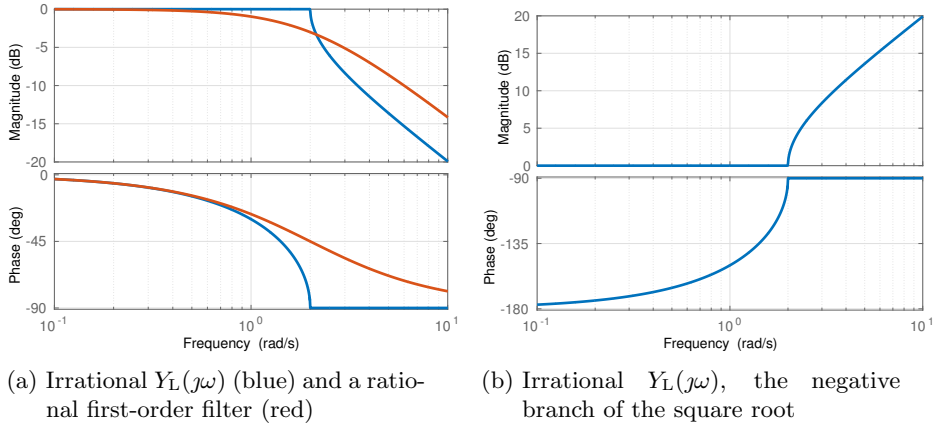 0
-5
-10
-15
-20
Magnitude (dB)
0
-45
-90
Phase (deg)
10^-1
10^0
10^1
Frequency (rad/s)
20
15
10
5
0
Magnitude (dB)
-90
-135
-180
Phase (deg)
10^-1
10^0
10^1
Frequency (rad/s)
(a) Irrational Y_L(ȷω) (blue) and a ratio-
nal first-order filter (red)
(b) Irrational Y_L(ȷω), the negative
branch of the square root